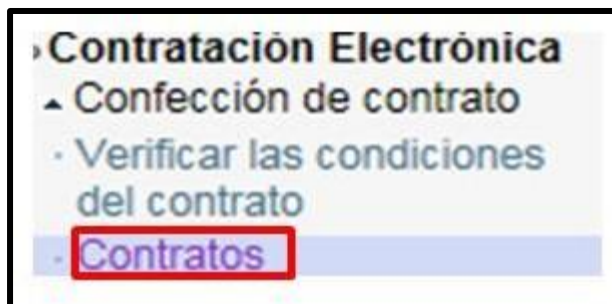 Contratación Electrónica
Confección de contrato
Verificar las condiciones
del contrato
Contratos